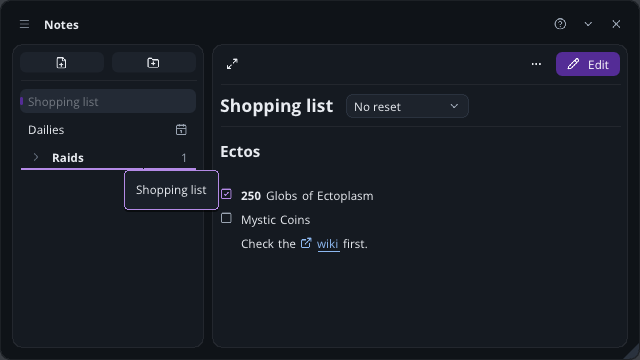 Notes
Shopping list
Dailies
Raids 1
Shopping list
Edit
Shopping list No reset
Ectos
250 Globs of Ectoplasm
Mystic Coins
Check the wiki first.